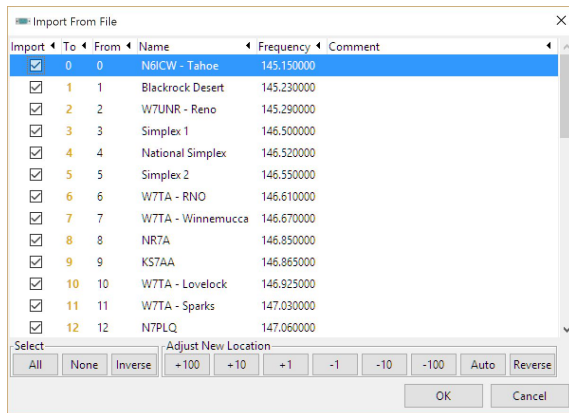 Import From File
Import To From Name Frequency Comment
0 0 N6ICW - Tahoe 145.150000
1 1 Blackrock Desert 145.230000
2 2 W7UNR - Reno 145.290000
3 3 Simplex 1 146.500000
4 4 National Simplex 146.520000
5 5 Simplex 2 146.550000
6 6 W7TA - RNO 146.610000
7 7 W7TA - Winnemucca 146.670000
8 8 NR7A 146.850000
9 9 KS7AA 146.865000
10 10 W7TA - Lovelock 146.925000
11 11 W7TA - Sparks 147.030000
12 12 N7PLQ 147.060000
Select Adjust New Location
All None Inverse +100 +10 +1 -1 -10 -100 Auto Reverse
OK Cancel